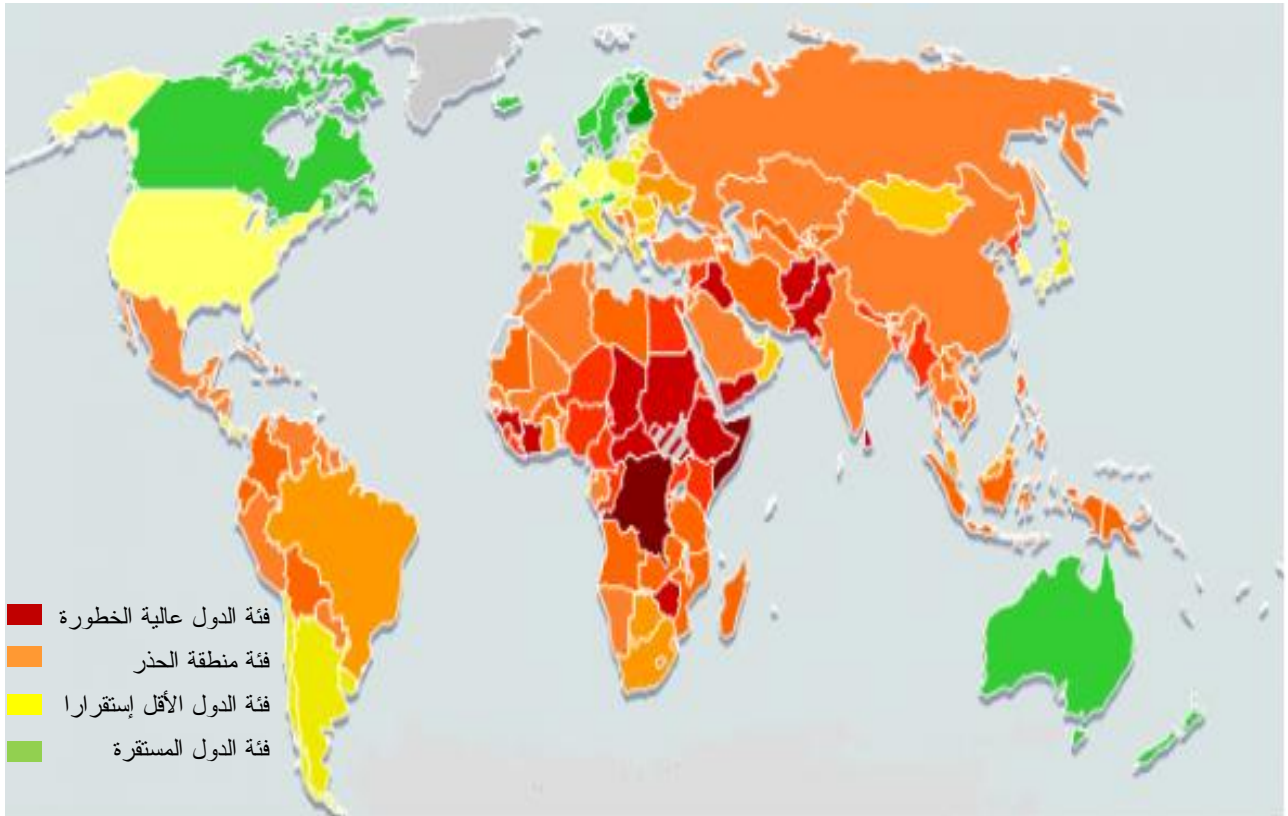 فئة الدول عالية الخطورة
فئة منطقة الحذر
فئة الدول الأقل إستقرارا
فئة الدول المستقرة